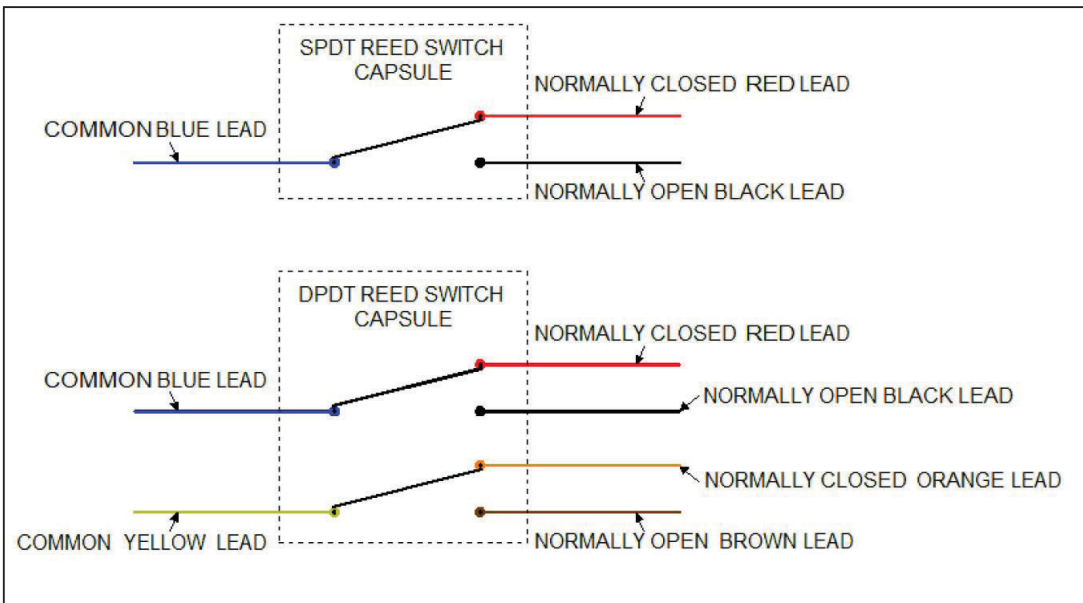 SPDT REED SWITCH
CAPSULE
NORMALLY CLOSED RED LEAD
COMMON BLUE LEAD
NORMALLY OPEN BLACK LEAD
DPDT REED SWITCH
CAPSULE
NORMALLY CLOSED RED LEAD
COMMON BLUE LEAD
NORMALLY OPEN BLACK LEAD
NORMALLY CLOSED ORANGE LEAD
COMMON YELLOW LEAD
NORMALLY OPEN BROWN LEAD